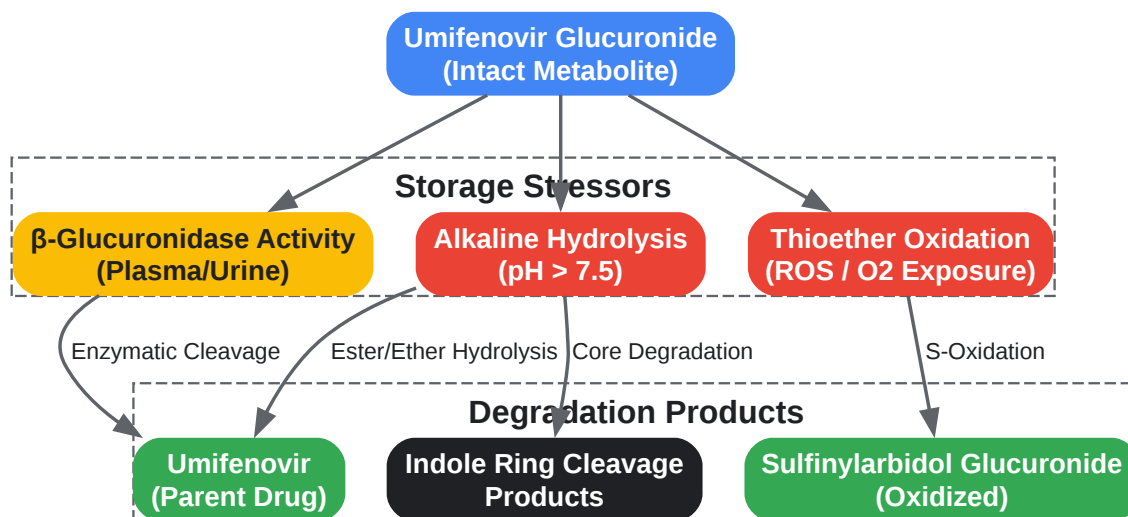 Umifenovir Glucuronide
(Intact Metabolite)
Storage Stressors
β-Glucuronidase Activity
(Plasma/Urine)
Alkaline Hydrolysis
(pH > 7.5)
Thioether Oxidation
(ROS / O2 Exposure)
Enzymatic Cleavage
Ester/Ether Hydrolysis
Core Degradation
S-Oxidation
Degradation Products
Umifenovir
(Parent Drug)
Indole Ring Cleavage
Products
Sulfinylarbidol Glucuronide
(Oxidized)